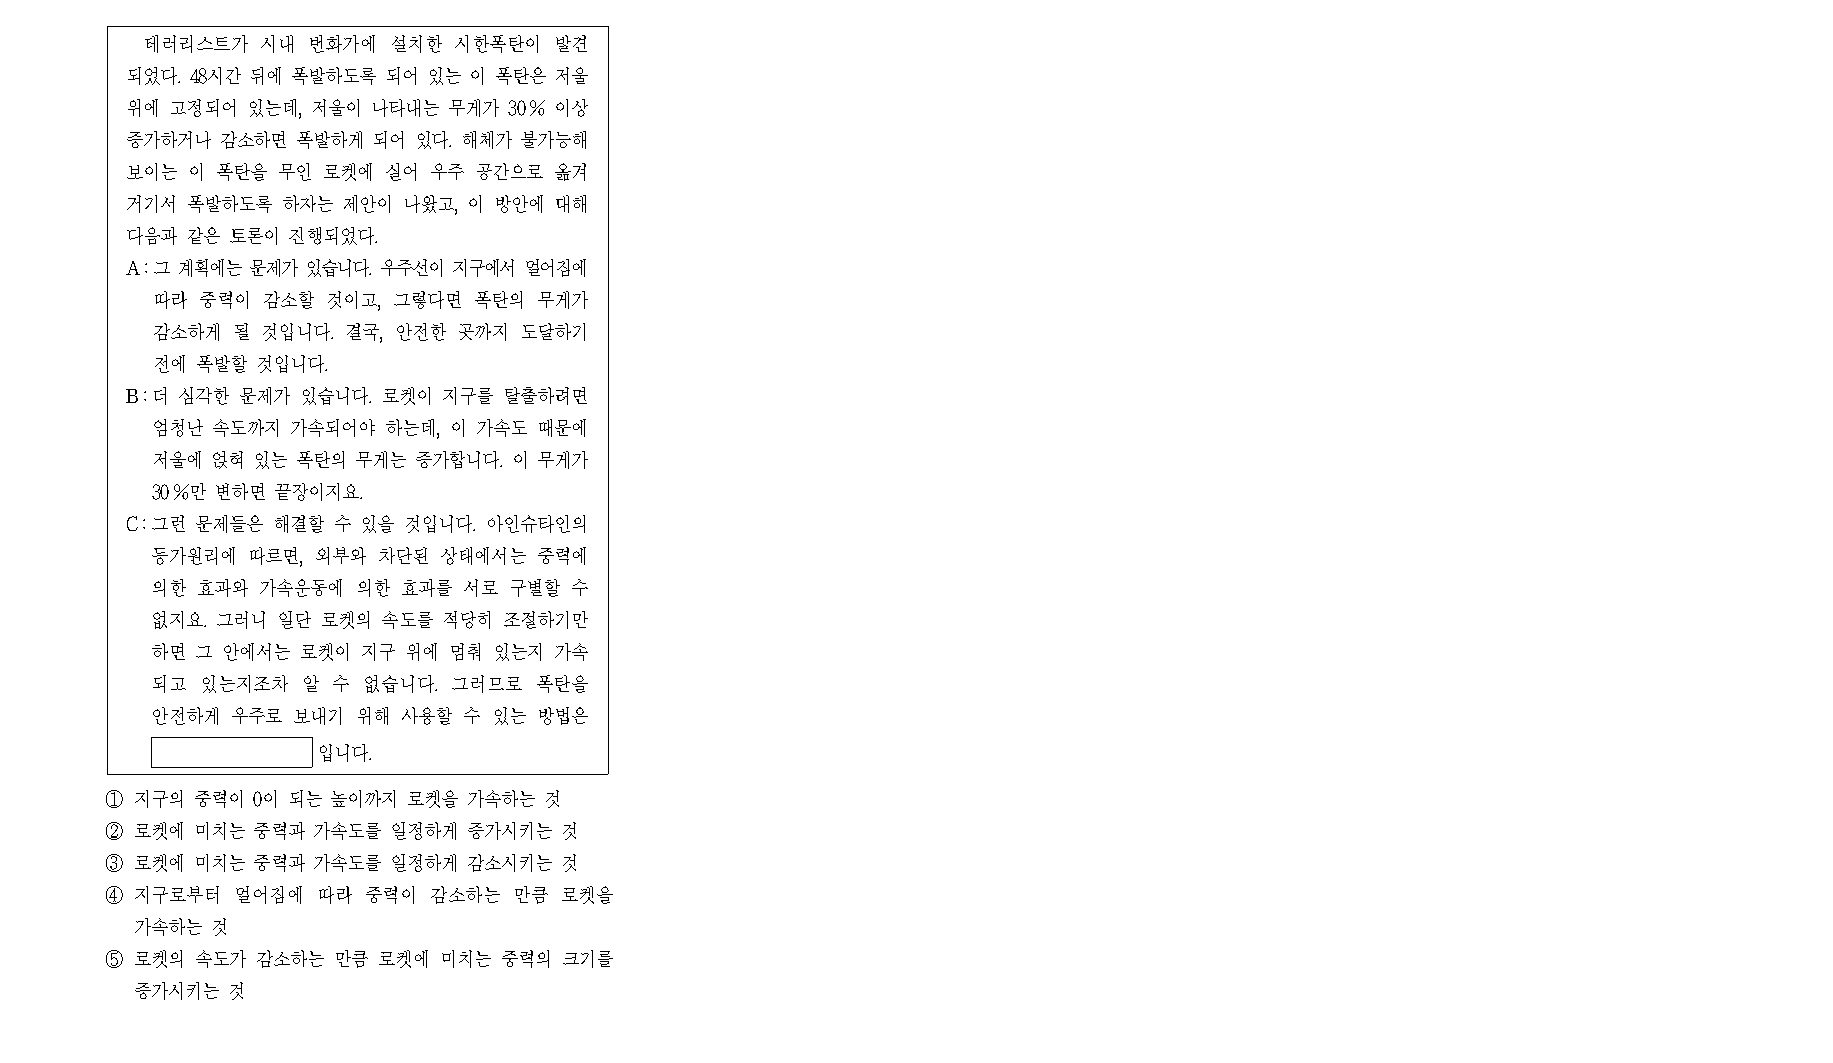 테러리스트가 시내 번화가에 설치한 시한폭탄이 발견
되었다. 48시간 뒤에 폭발하도록 되어 있는 이 폭탄은 저울
위에 고정되어 있는데, 저울이 나타내는 무게가 30% 이상
증가하거나 감소하면 폭발하게 되어 있다. 해체가 불가능해
보이는 이 폭탄을 무인 로켓에 실어 우주 공간으로 옮겨
거기서 폭발하도록 하자는 제안이 나왔고, 이 방안에 대해
다음과 같은 토론이 진행되었다.
A : 그 계획에는 문제가 있습니다. 우주선이 지구에서 멀어짐에
따라 중력이 감소할 것이고, 그렇다면 폭탄의 무게가
감소하게 될 것입니다. 결국, 안전한 곳까지 도달하기
전에 폭발할 것입니다.
B : 더 심각한 문제가 있습니다. 로켓이 지구를 탈출하려면
엄청난 속도까지 가속되어야 하는데, 이 가속도 때문에
저울에 얹혀 있는 폭탄의 무게는 증가합니다. 이 무게가
30%만 변하면 끝장이지요.
C : 그런 문제들은 해결할 수 있을 것입니다. 아인슈타인의
등가원리에 따르면, 외부와 차단된 상태에서는 중력에
의한 효과와 가속운동에 의한 효과를 서로 구별할 수
없지요. 그러니 일단 로켓의 속도를 적당히 조절하기만
하면 그 안에서는 로켓이 지구 위에 멈춰 있는지 가속
되고 있는지조차 알 수 없습니다. 그러므로 폭탄을
안전하게 우주로 보내기 위해 사용할 수 있는 방법은
입니다.
① 지구의 중력이 0이 되는 높이까지 로켓을 가속하는 것
② 로켓에 미치는 중력과 가속도를 일정하게 증가시키는 것
③ 로켓에 미치는 중력과 가속도를 일정하게 감소시키는 것
④ 지구로부터 멀어짐에 따라 중력이 감소하는 만큼 로켓을
가속하는 것
⑤ 로켓의 속도가 감소하는 만큼 로켓에 미치는 중력의 크기를
증가시키는 것